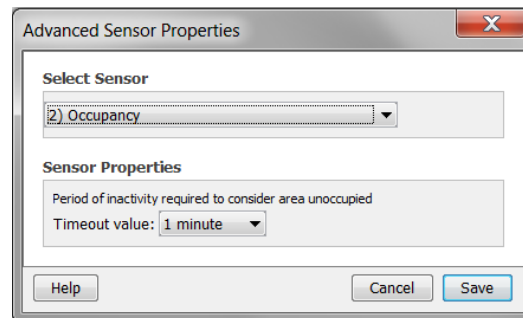 Advanced Sensor Properties
X
Select Sensor
2) Occupancy
Sensor Properties
Period of inactivity required to consider area unoccupied
Timeout value: 1 minute
Help Cancel Save